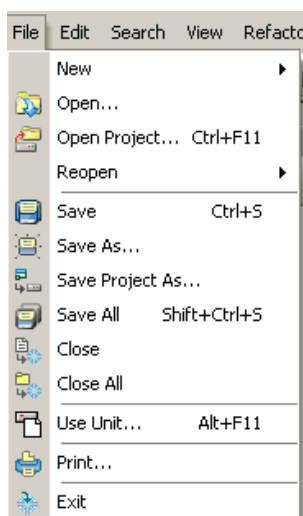 File Edit Search View Refacto
New
Open...
Open Project... Ctrl+F11
Reopen
Save Ctrl+S
Save As...
Save Project As...
Save All Shift+Ctrl+S
Close
Close All
Use Unit... Alt+F11
Print...
Exit